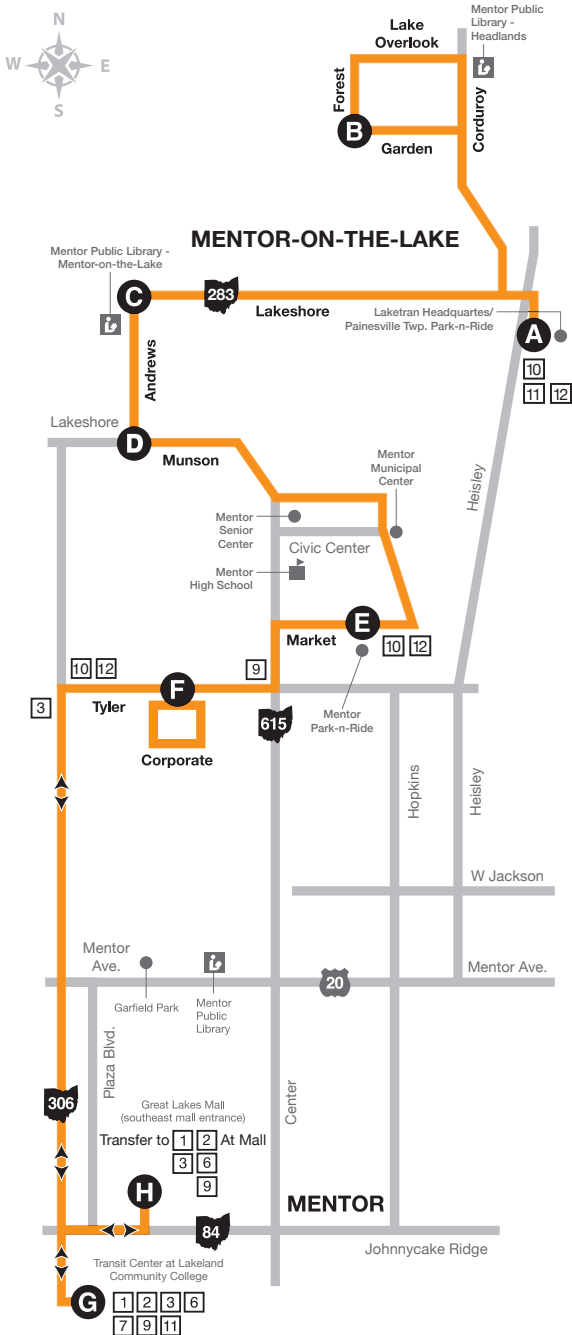 N
W
E
S
Lake
Overlook
Mentor Public
Library -
Headlands
Forest
Corduroy
B
Garden
MENTOR-ON-THE-LAKE
Mentor Public Library -
Mentor-on-the-Lake
C
283
Lakeshore
Laketran Headquartes/
Painesville Twp. Park-n-Ride
A
10
11 12
Andrews
Lakeshore
D
Munson
Mentor
Municipal
Center
Heisley
Mentor
Senior
Center
Civic Center
Mentor
High School
E
Market
10 12
10 12
9
F
3
Tyler
615
Mentor
Park-n-Ride
Corporate
Hopkins
Heisley
W Jackson
Mentor
Ave.
Mentor Ave.
20
Garfield Park
Mentor
Public
Library
Plaza Blvd.
306
Center
Great Lakes Mall
(southeast mall entrance)
Transfer to 1 2 At Mall
3 6
9
H
MENTOR
84
Johnnycake Ridge
Transit Center at Lakeland
Community College
G
1 2 3 6
7 9 11